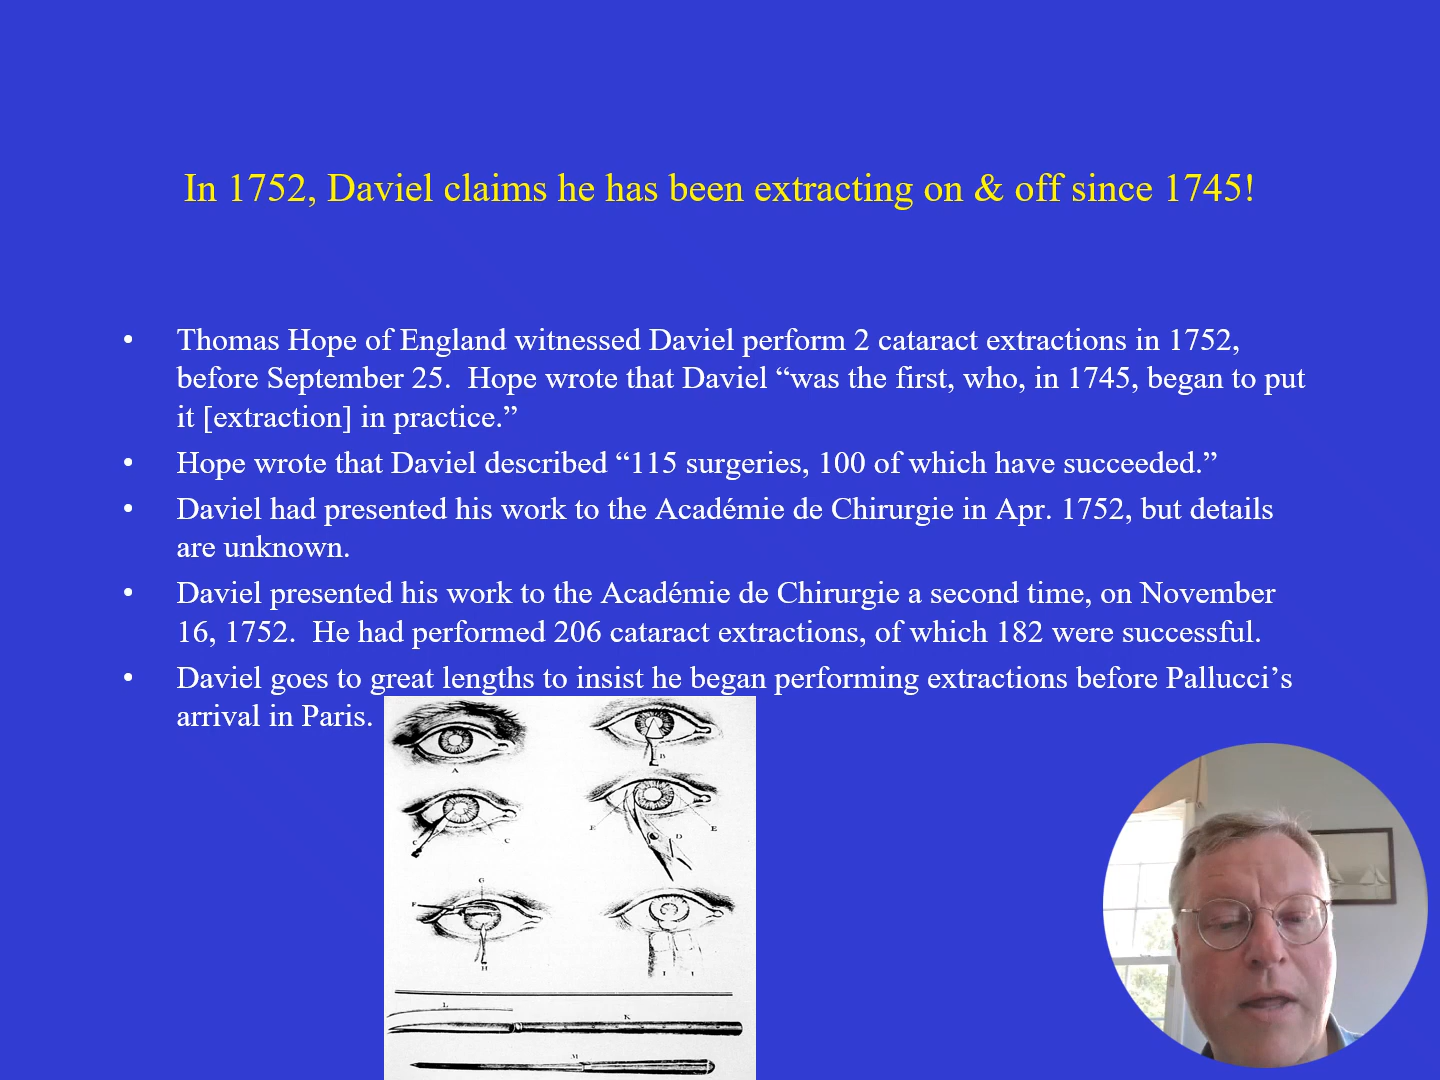 In 1752, Daviel claims he has been extracting on & off since 1745!
• Thomas Hope of England witnessed Daviel perform 2 cataract extractions in 1752,
before September 25.  Hope wrote that Daviel “was the first, who, in 1745, began to put
it [extraction] in practice.”
• Hope wrote that Daviel described “115 surgeries, 100 of which have succeeded.”
• Daviel had presented his work to the Académie de Chirurgie in Apr. 1752, but details
are unknown.
• Daviel presented his work to the Académie de Chirurgie a second time, on November
16, 1752.  He had performed 206 cataract extractions, of which 182 were successful.
• Daviel goes to great lengths to insist he began performing extractions before Pallucci’s
arrival in Paris.
A
B
C C
E D E
G
F
H
I I
L
K
M